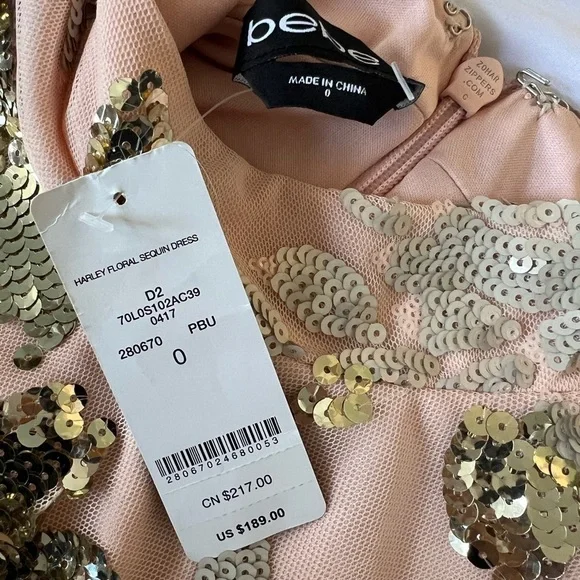 bebe
MADE IN CHINA
0
ZOHAR
ZIPPERS
.COM
C
HARLEY FLORAL SEQUIN DRESS
D2
70L0S102AC39
0417
280670 PBU
0
28067024680053
CN $217.00
US $189.00